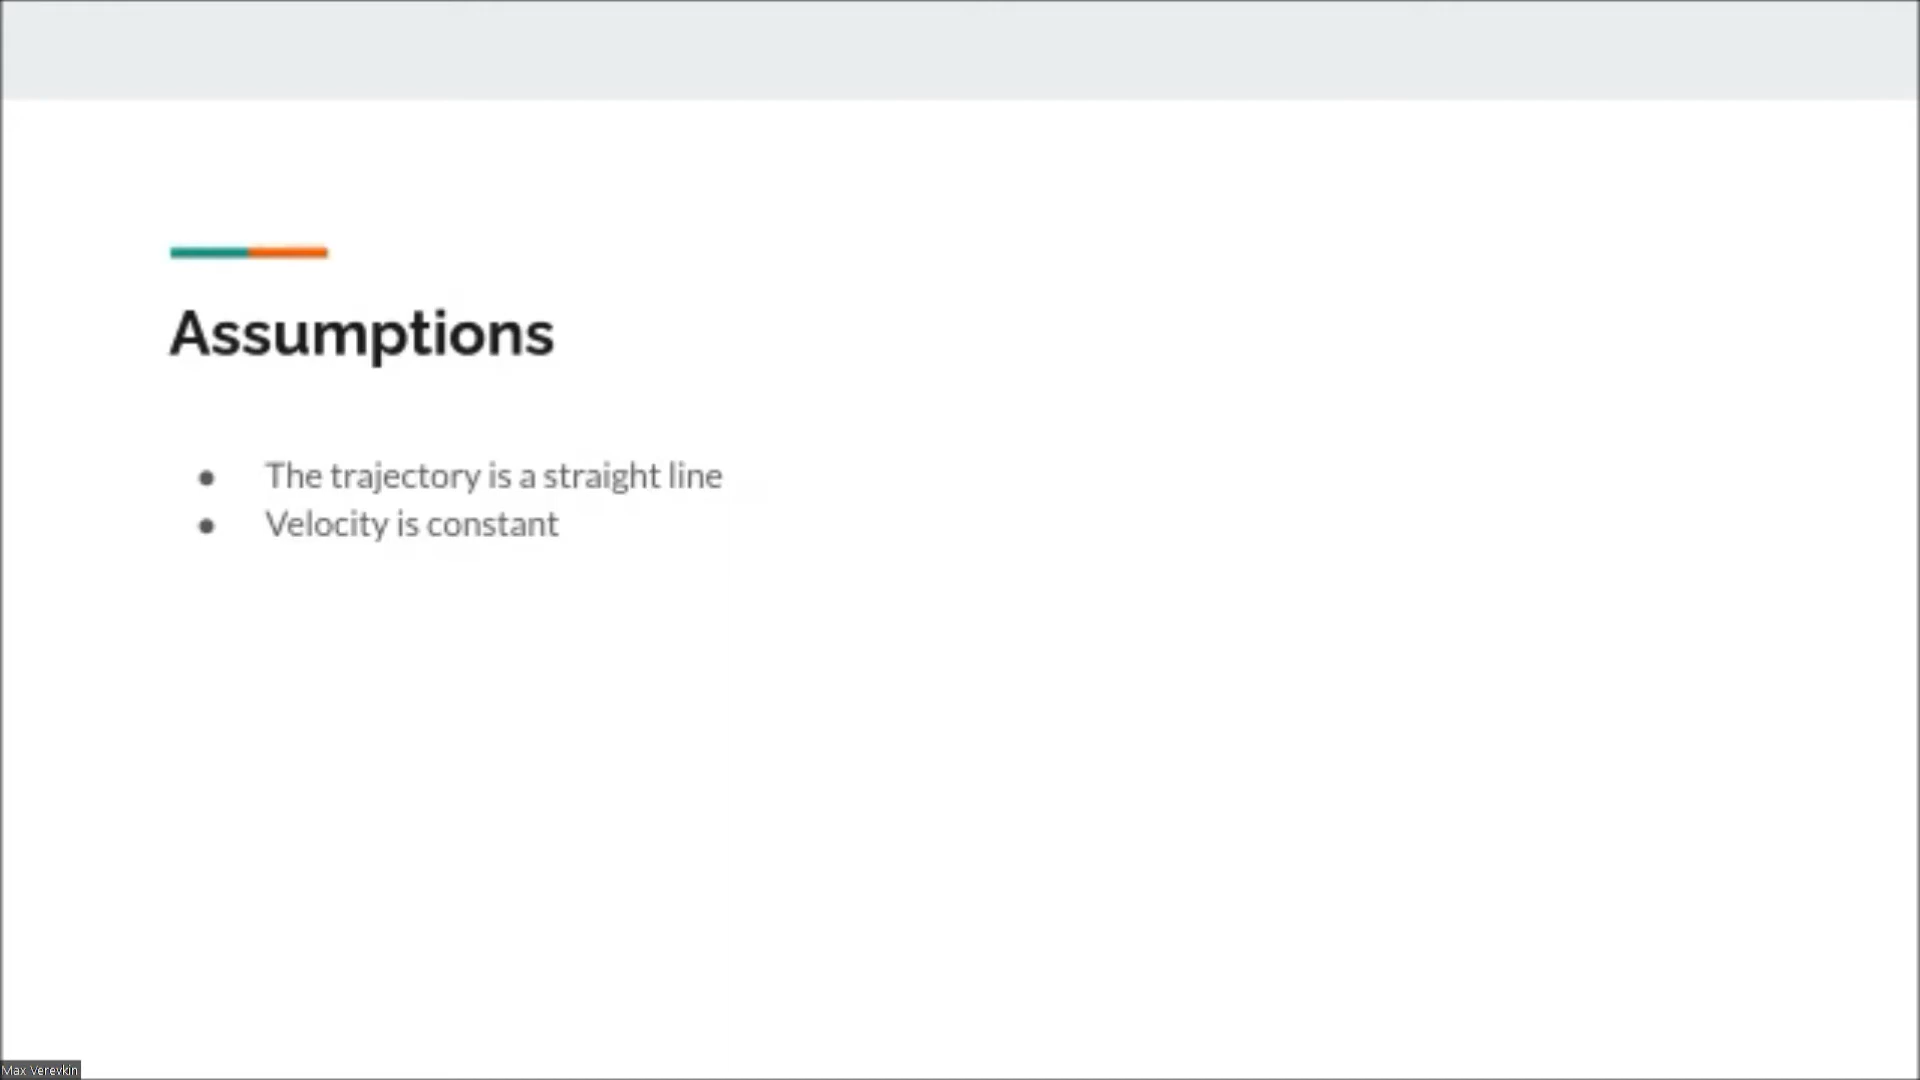 Assumptions
● The trajectory is a straight line
● Velocity is constant
Max Verevkin